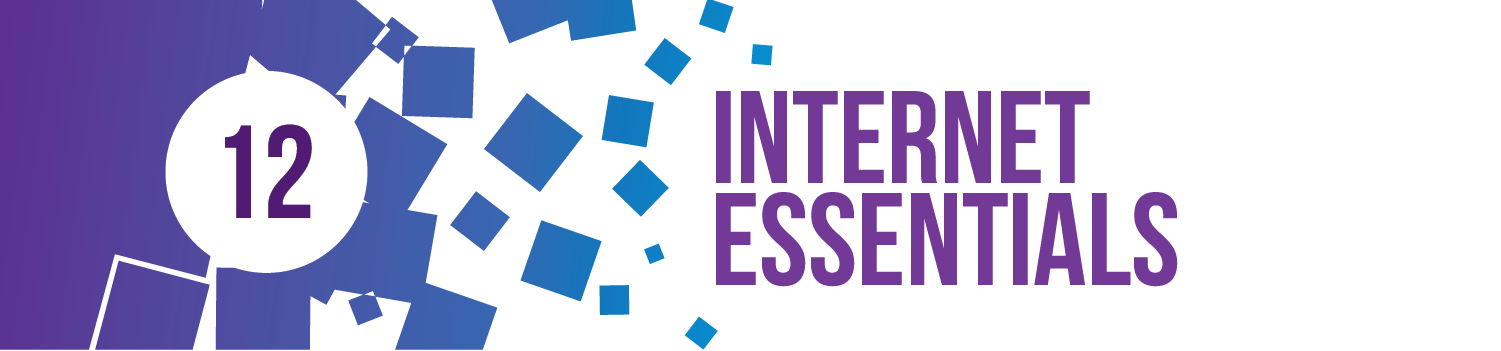 12
INTERNET
ESSENTIALS